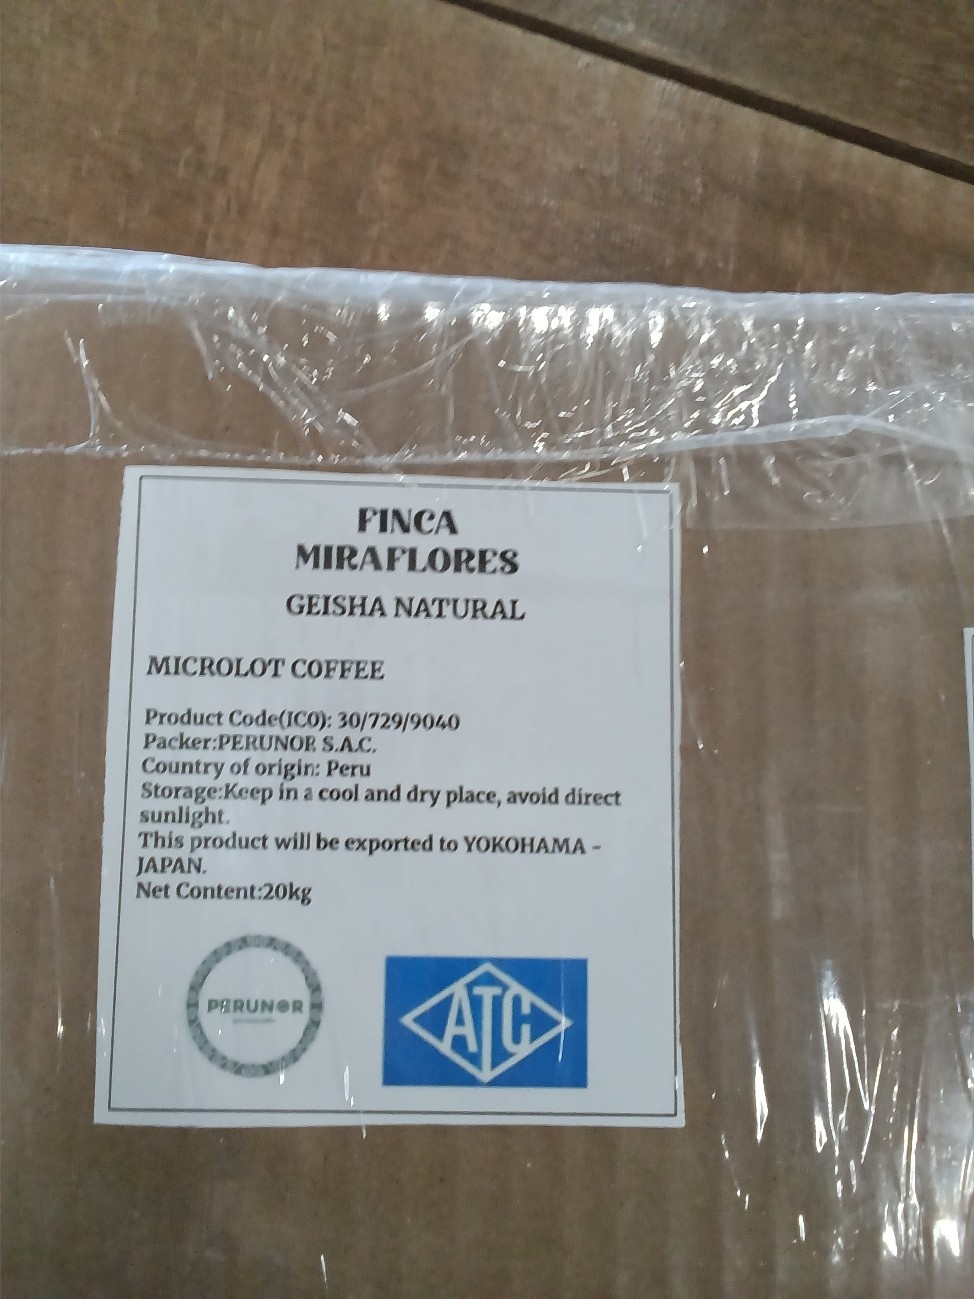 FINCA
MIRAFLORES
GEISHA NATURAL
MICROLOT COFFEE
Product Code(ICO): 30/729/9040
Packer:PERUNOR S.A.C.
Country of origin: Peru
Storage:Keep in a cool and dry place, avoid direct
sunlight.
This product will be exported to YOKOHAMA -
JAPAN.
Net Content:20kg
PERUNOR
ATC